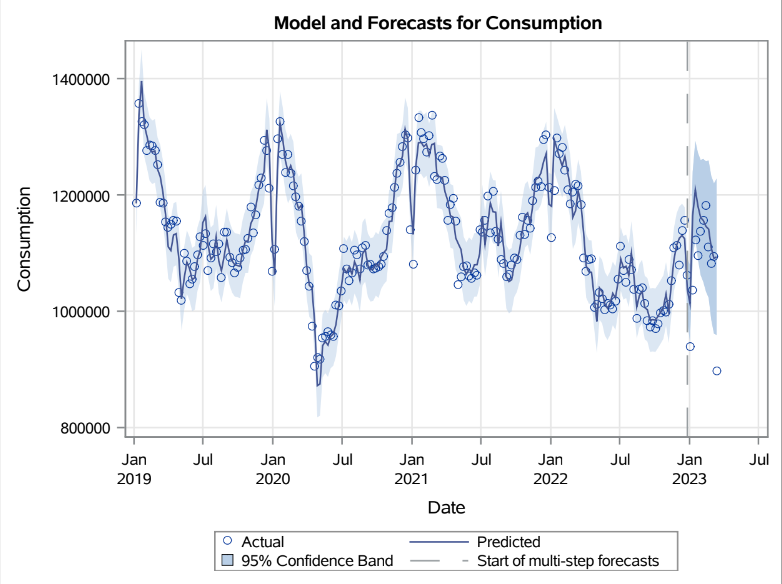 Model and Forecasts for Consumption
1400000
1200000
1000000
800000
Consumption
Jan Jul Jan Jul Jan Jul Jan Jul Jan Jul
2019 2020 2021 2022 2023
Date
Actual Predicted
95% Confidence Band Start of multi-step forecasts